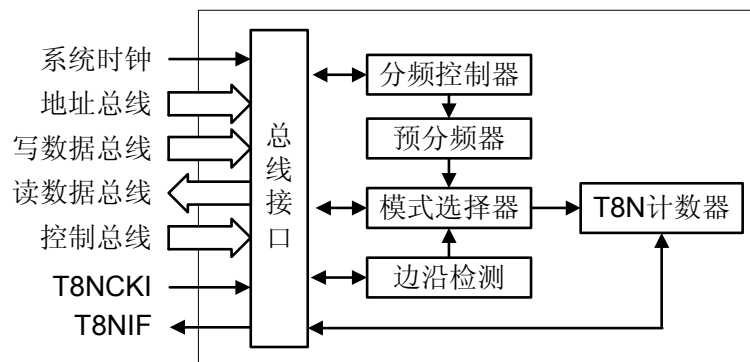 系统时钟
地址总线
写数据总线
读数据总线
控制总线
T8NCKI
T8NIF
总线接口
分频控制器
预分频器
模式选择器
边沿检测
T8N计数器